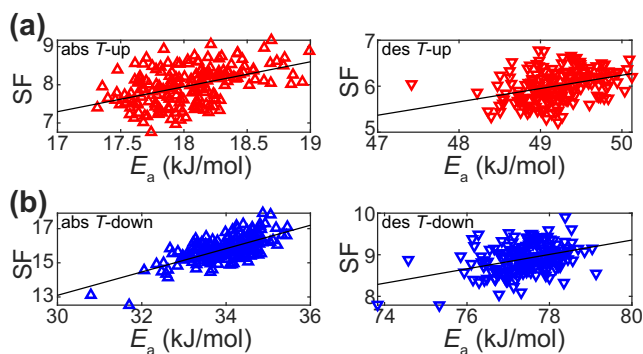 (a)
abs T-up
des T-up
SF
9
8
7
17 17.5 18 18.5 19
Ea (kJ/mol)
SF
7
6
5
47 48 49 50
Ea (kJ/mol)
(b)
abs T-down
des T-down
SF
17
15
13
30 32 34 36
Ea (kJ/mol)
SF
10
9
8
74 76 78 80
Ea (kJ/mol)